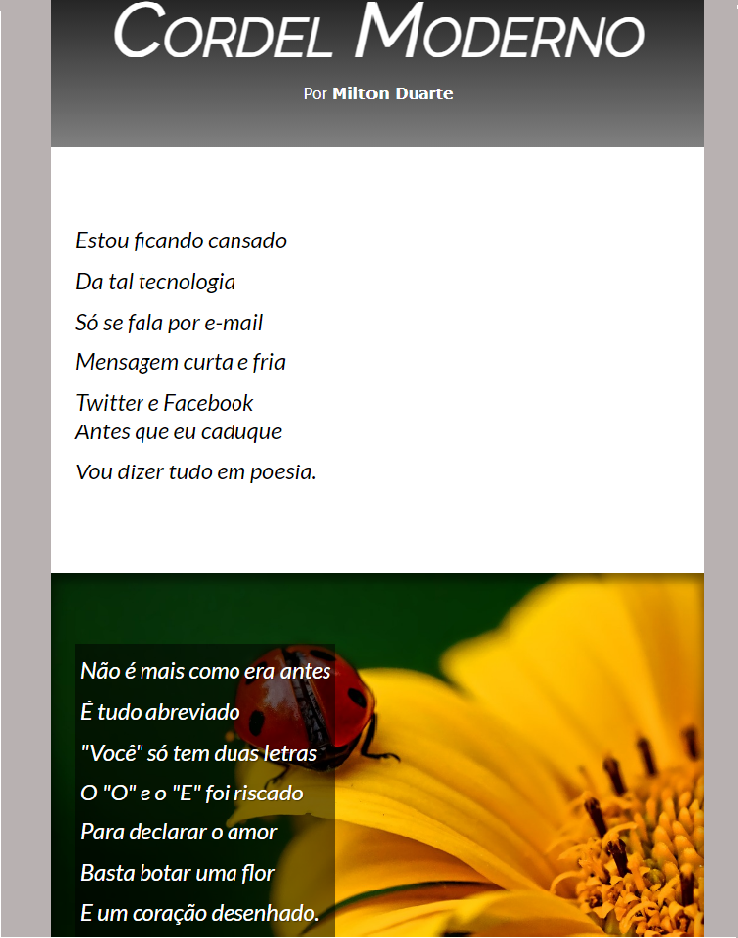 Cordel Moderno
Por Milton Duarte
Estou ficando cansado
Da tal tecnologia
Só se fala por e-mail
Mensagem curta e fria
Twitter e Facebook
Antes que eu caduque
Vou dizer tudo em poesia.
Não é mais como era antes
É tudo abreviado
"Você" só tem duas letras
O "O" e o "E" foi riscado
Para declarar o amor
Basta botar uma flor
E um coração desenhado.